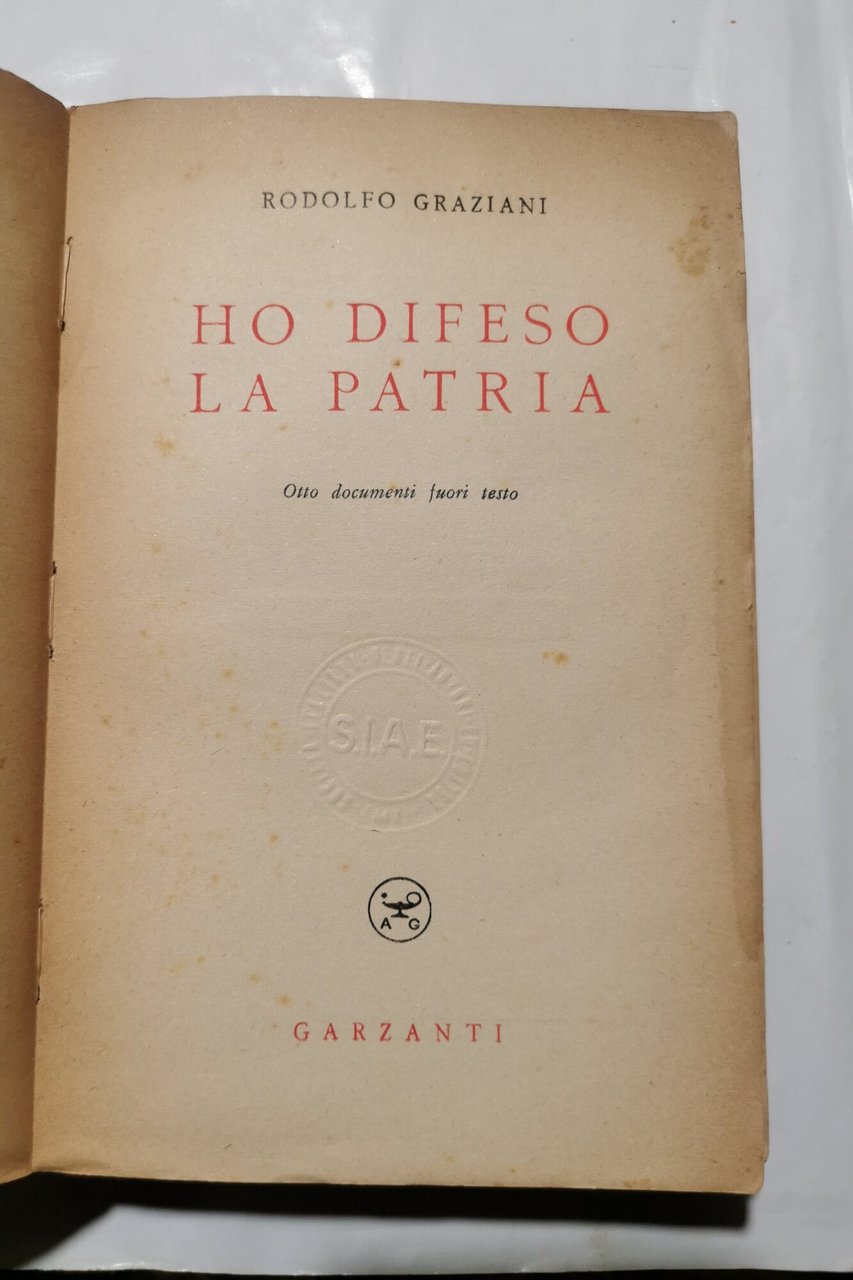 RODOLFO GRAZIANI
HO DIFESO
LA PATRIA
Otto documenti fuori testo
S.I.A.E.
A G
GARZANTI